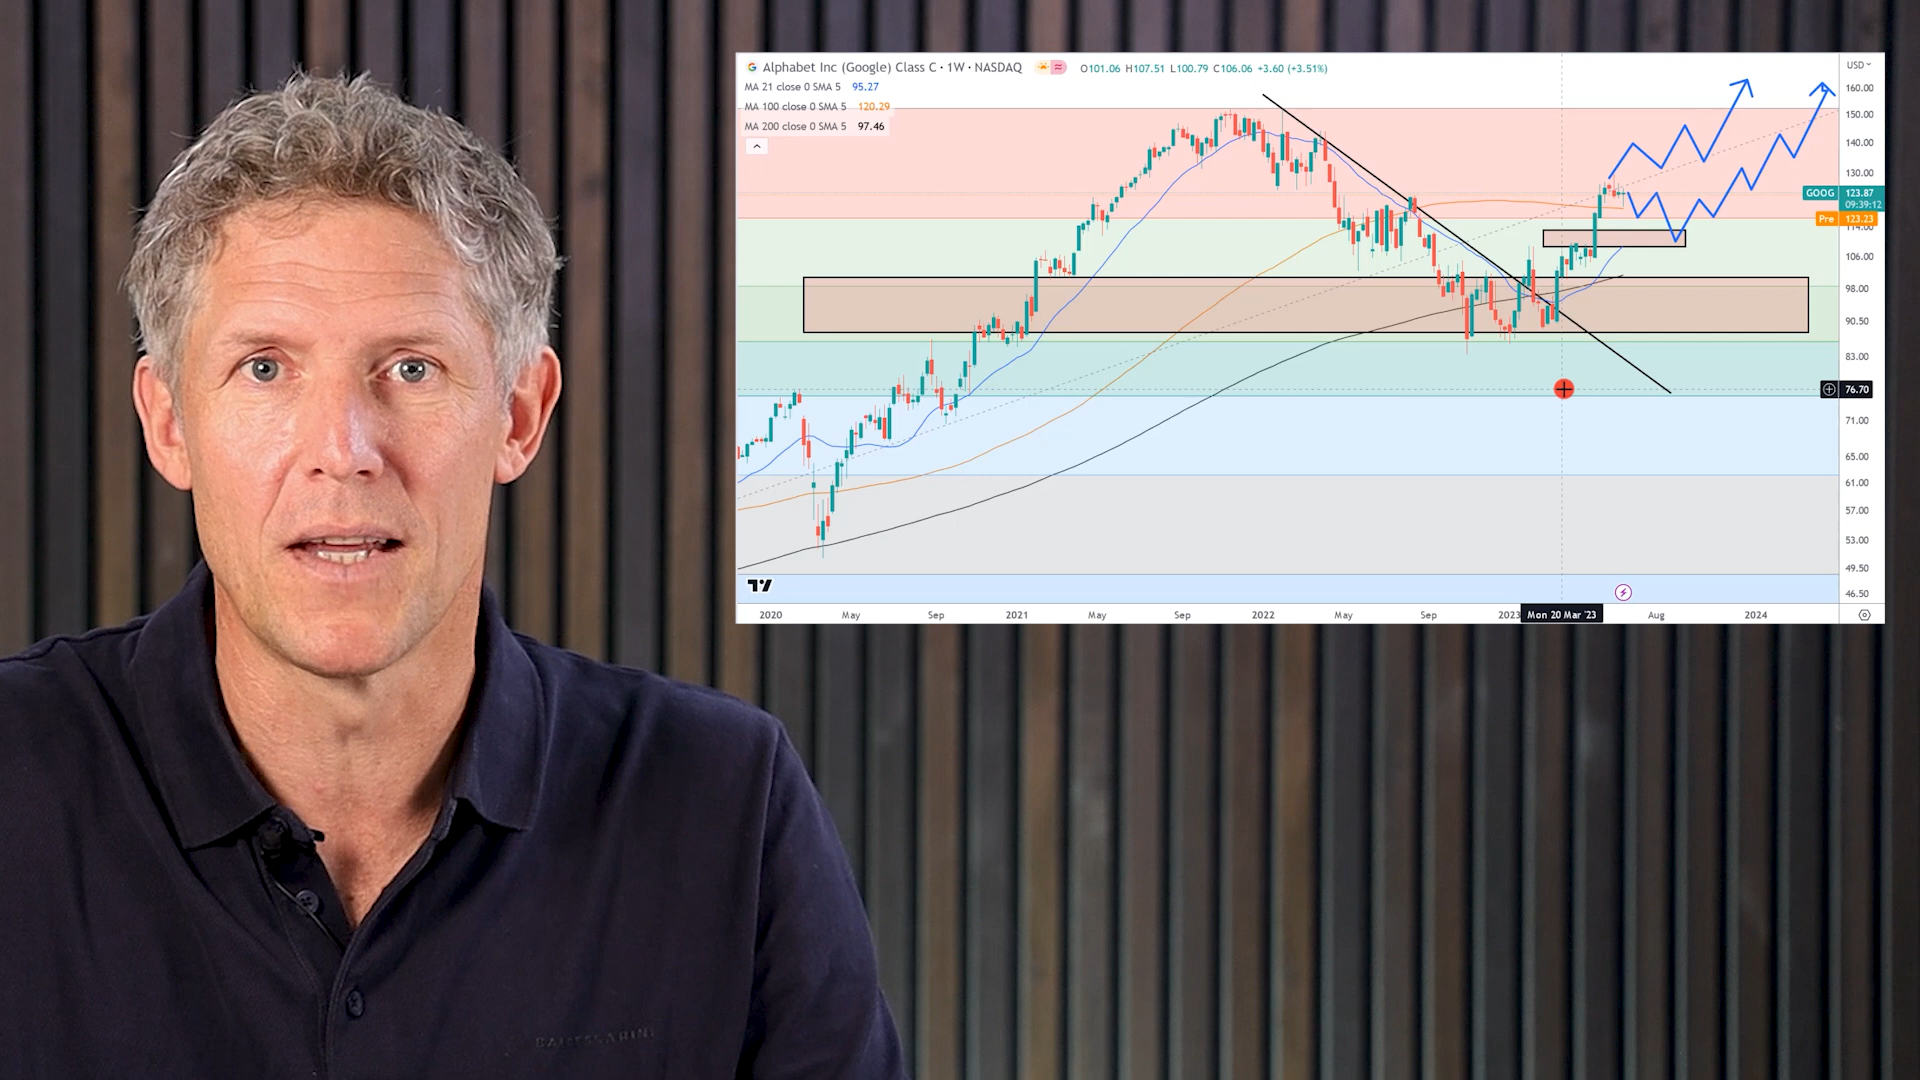 Alphabet Inc (Google) Class C · 1W · NASDAQ O101.06 H107.51 L100.79 C106.06 +3.60 (+3.51%)
MA 21 close 0 SMA 5 95.27
MA 100 close 0 SMA 5 120.29
MA 200 close 0 SMA 5 97.46
USD
160.00
150.00
140.00
130.00
GOOG 123.87
09:39:12
Pre 123.23
114.00
106.00
98.00
90.50
83.00
76.70
71.00
65.00
61.00
57.00
53.00
49.50
46.50
2020 May Sep 2021 May Sep 2022 May Sep 2023 Mon 20 Mar '23 Aug 2024
BALDESSARINI